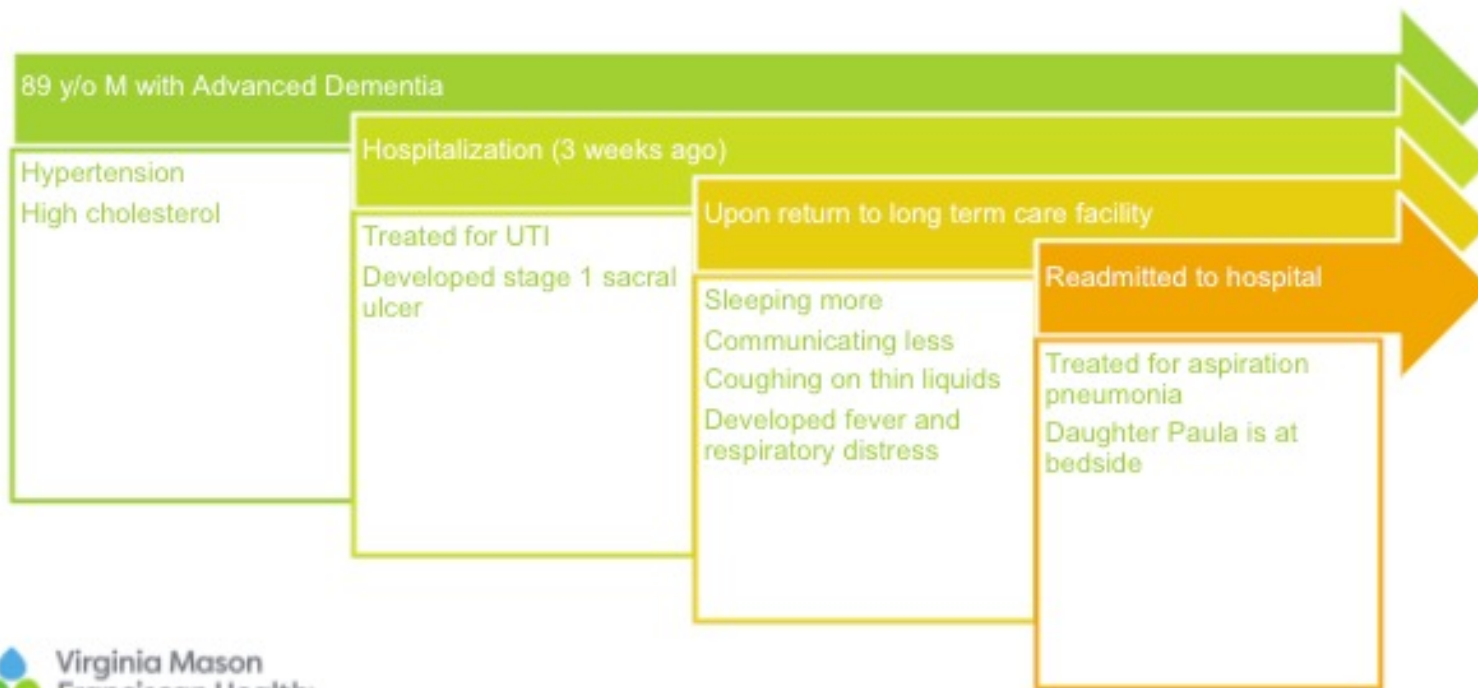 89 y/o M with Advanced Dementia
Hypertension
High cholesterol
Hospitalization (3 weeks ago)
Treated for UTI
Developed stage 1 sacral
ulcer
Upon return to long term care facility
Sleeping more
Communicating less
Coughing on thin liquids
Developed fever and
respiratory distress
Readmitted to hospital
Treated for aspiration
pneumonia
Daughter Paula is at
bedside
Virginia Mason
Franciscan Health